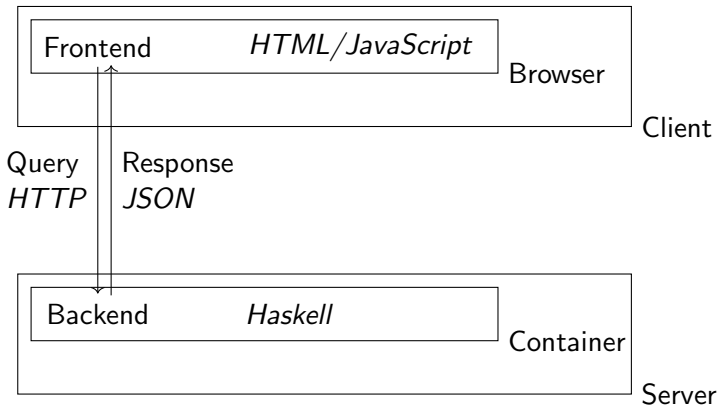 Frontend HTML/JavaScript
Browser
Client
Query Response
HTTP JSON
Backend Haskell
Container
Server